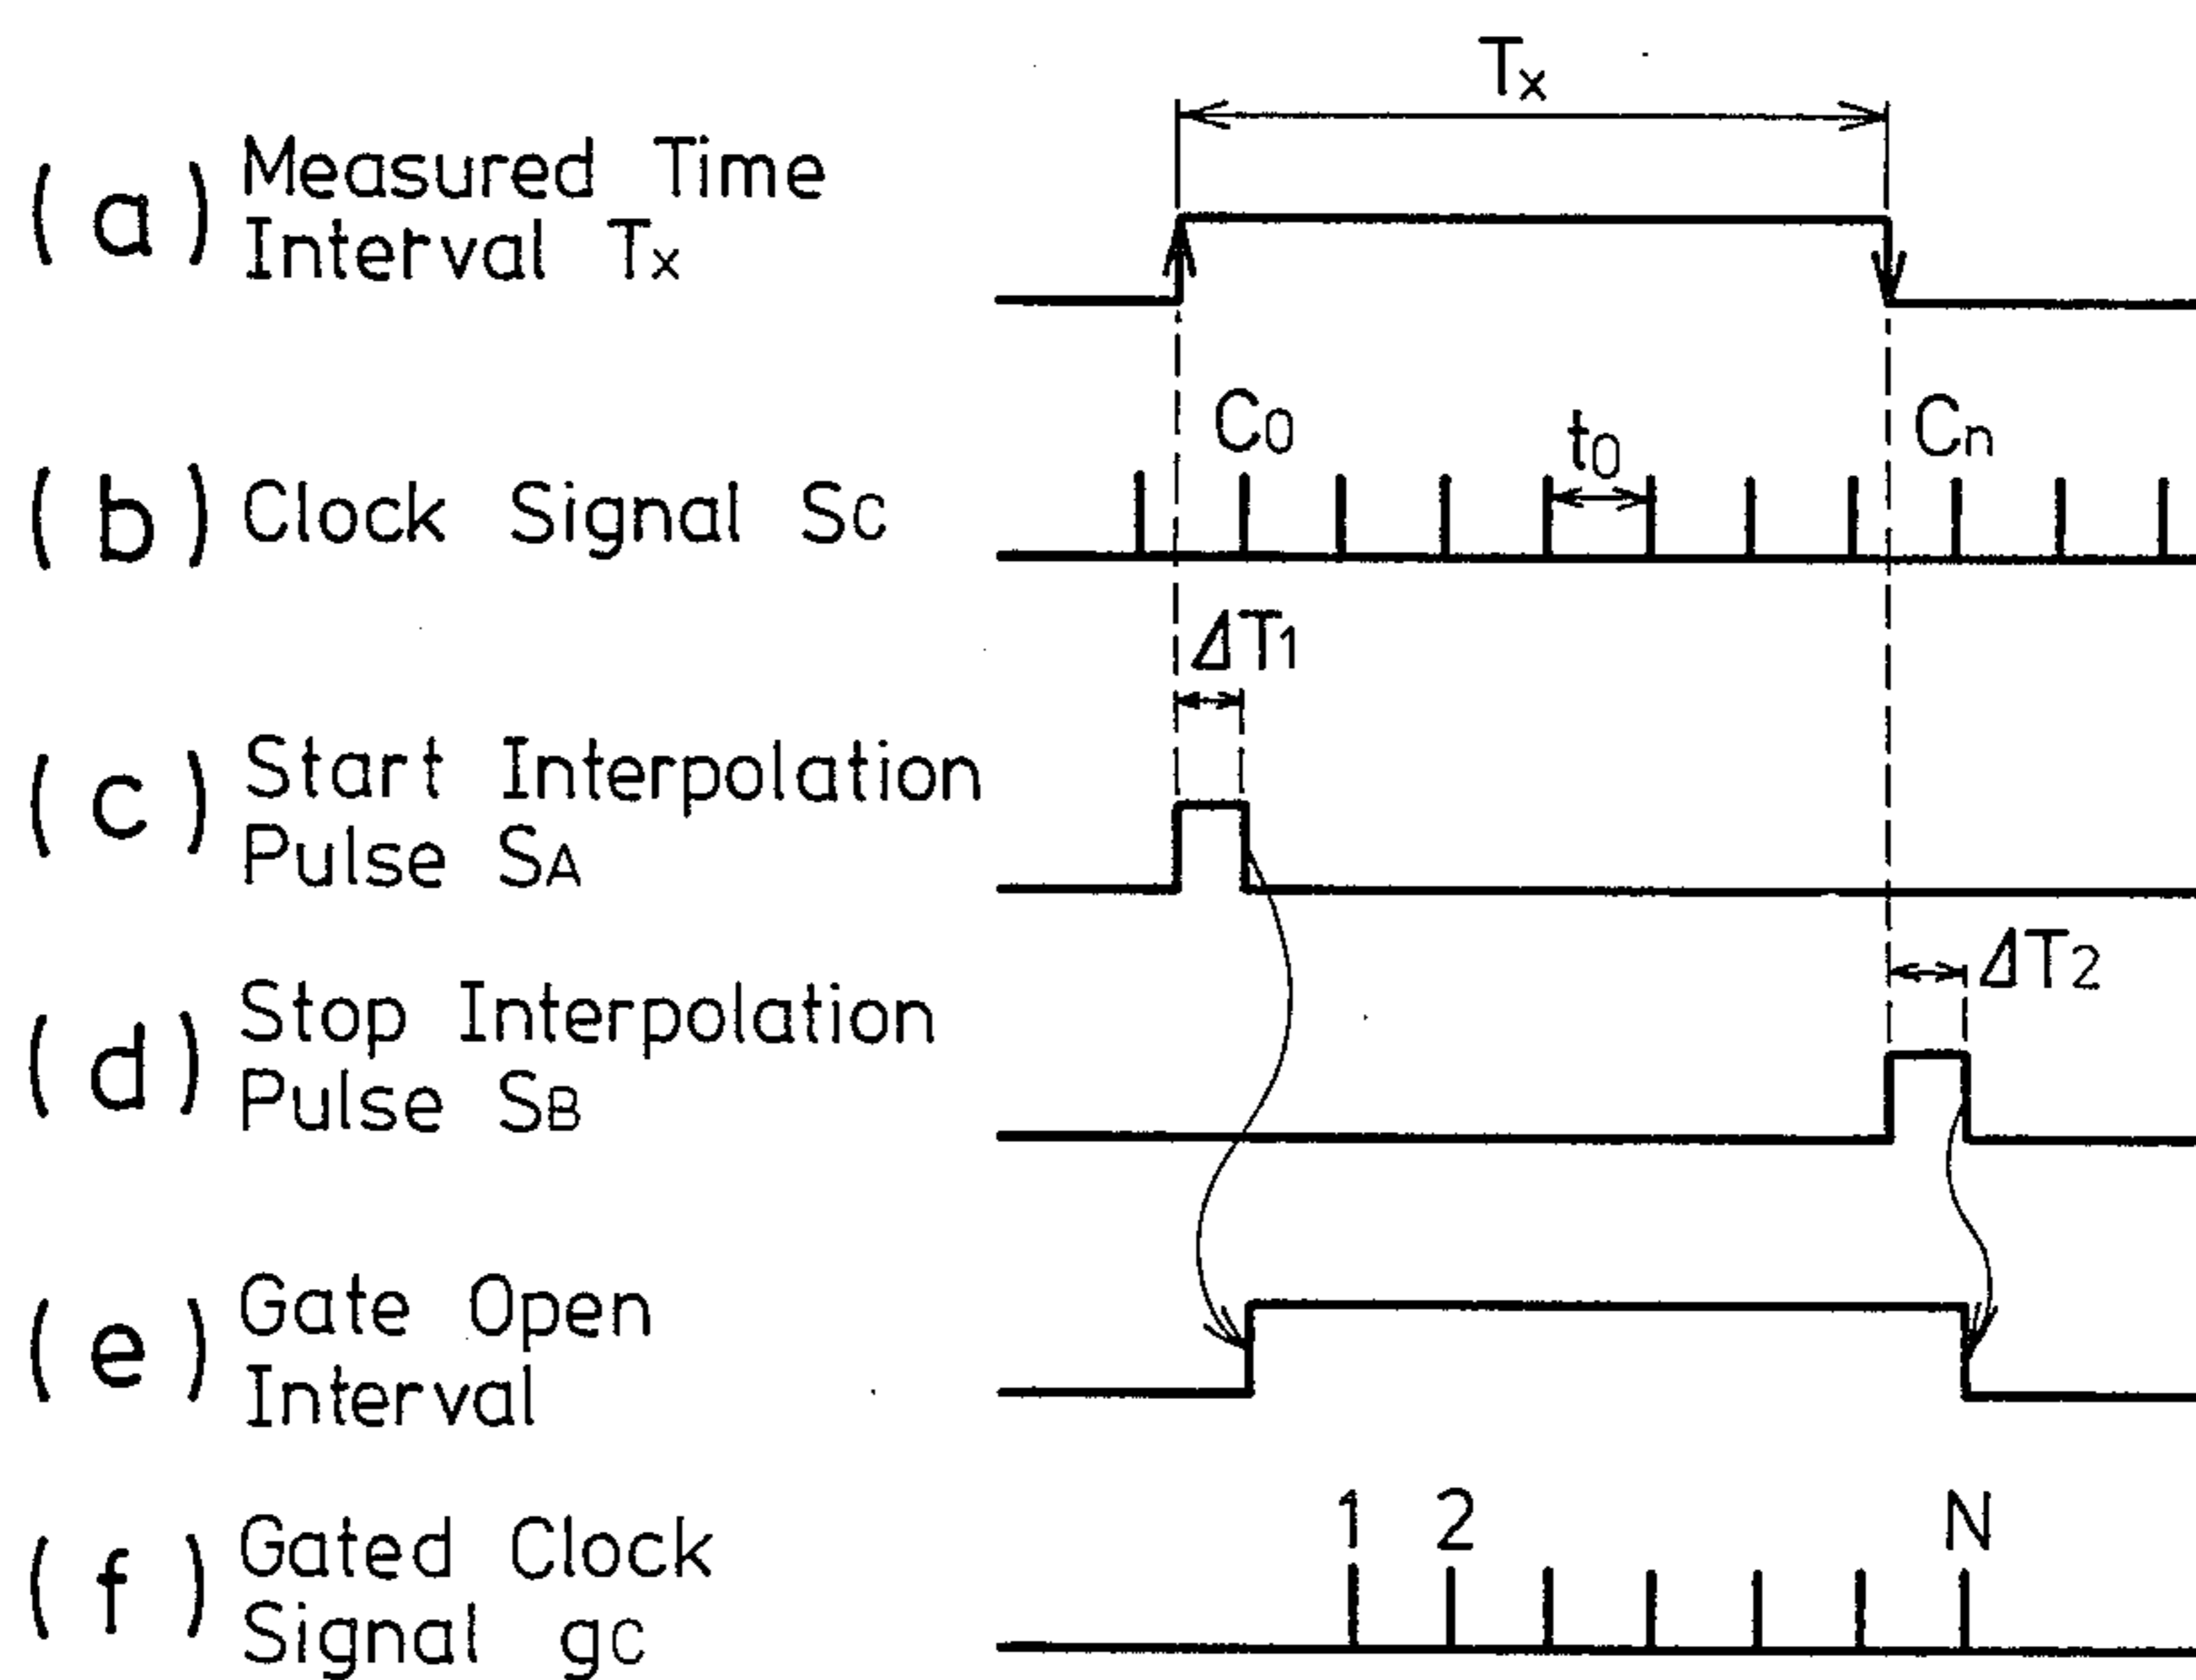 Tx
(a) Measured Time
Interval Tx
C0 t0 Cn
(b) Clock Signal SC
ΔT1
(c) Start Interpolation
Pulse SA
ΔT2
(d) Stop Interpolation
Pulse SB
(e) Gate Open
Interval
1 2 N
(f) Gated Clock
Signal gC